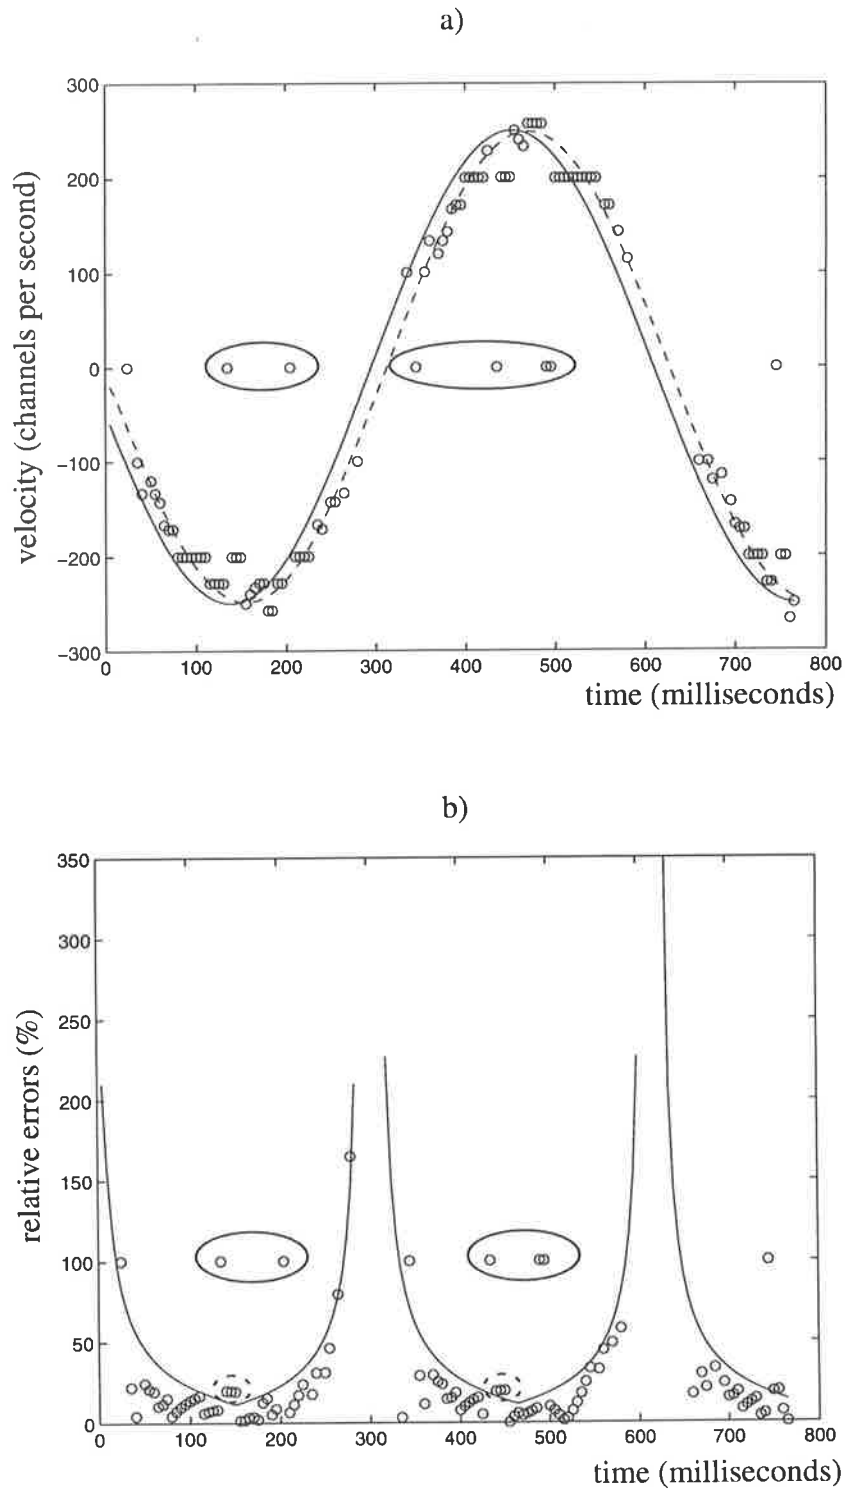 a)
velocity (channels per second)
300
200
100
0
−100
−200
−300
0 100 200 300 400 500 600 700 800
time (milliseconds)
b)
relative errors (%)
350
300
250
200
150
100
50
0
0 100 200 300 400 500 600 700 800
time (milliseconds)